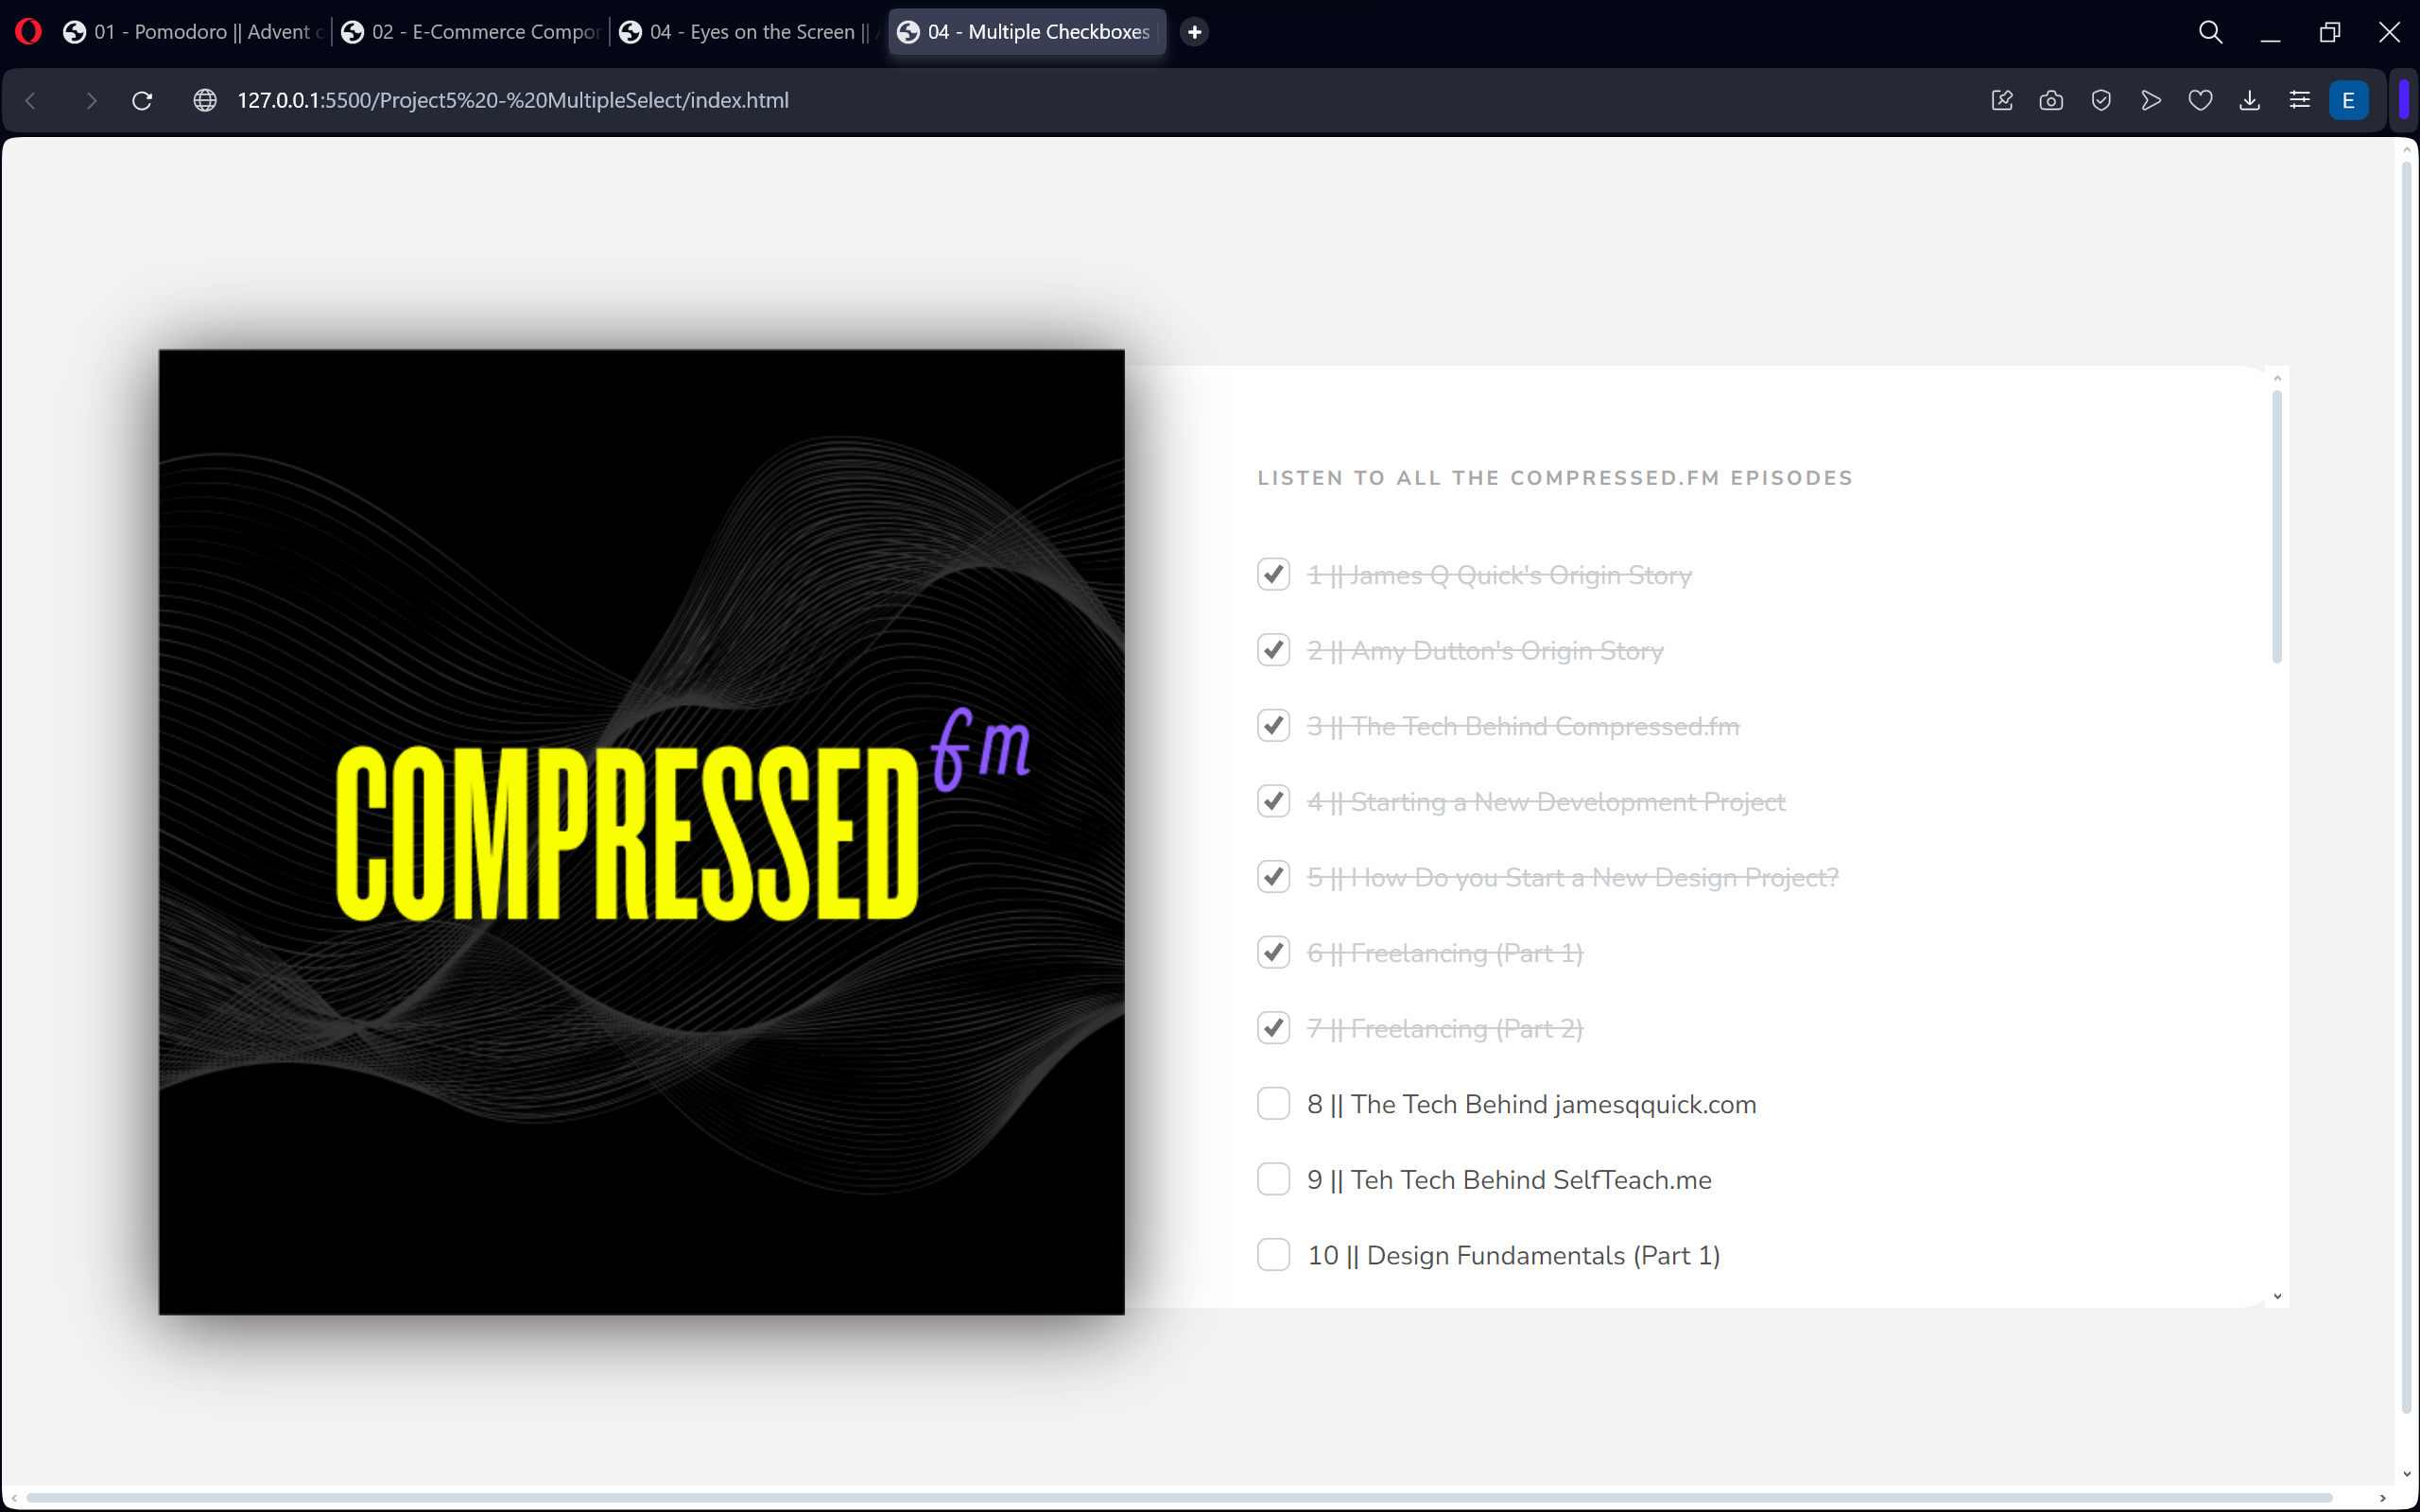 01 - Pomodoro || Advent
02 - E-Commerce Compor
04 - Eyes on the Screen ||
04 - Multiple Checkboxes
127.0.0.1:5500/Project5%20-%20MultipleSelect/index.html
E
COMPRESSED fm
LISTEN TO ALL THE COMPRESSED.FM EPISODES
1 || James Q Quick's Origin Story
2 || Amy Dutton's Origin Story
3 || The Tech Behind Compressed.fm
4 || Starting a New Development Project
5 || How Do you Start a New Design Project?
6 || Freelancing (Part 1)
7 || Freelancing (Part 2)
8 || The Tech Behind jamesqquick.com
9 || Teh Tech Behind SelfTeach.me
10 || Design Fundamentals (Part 1)